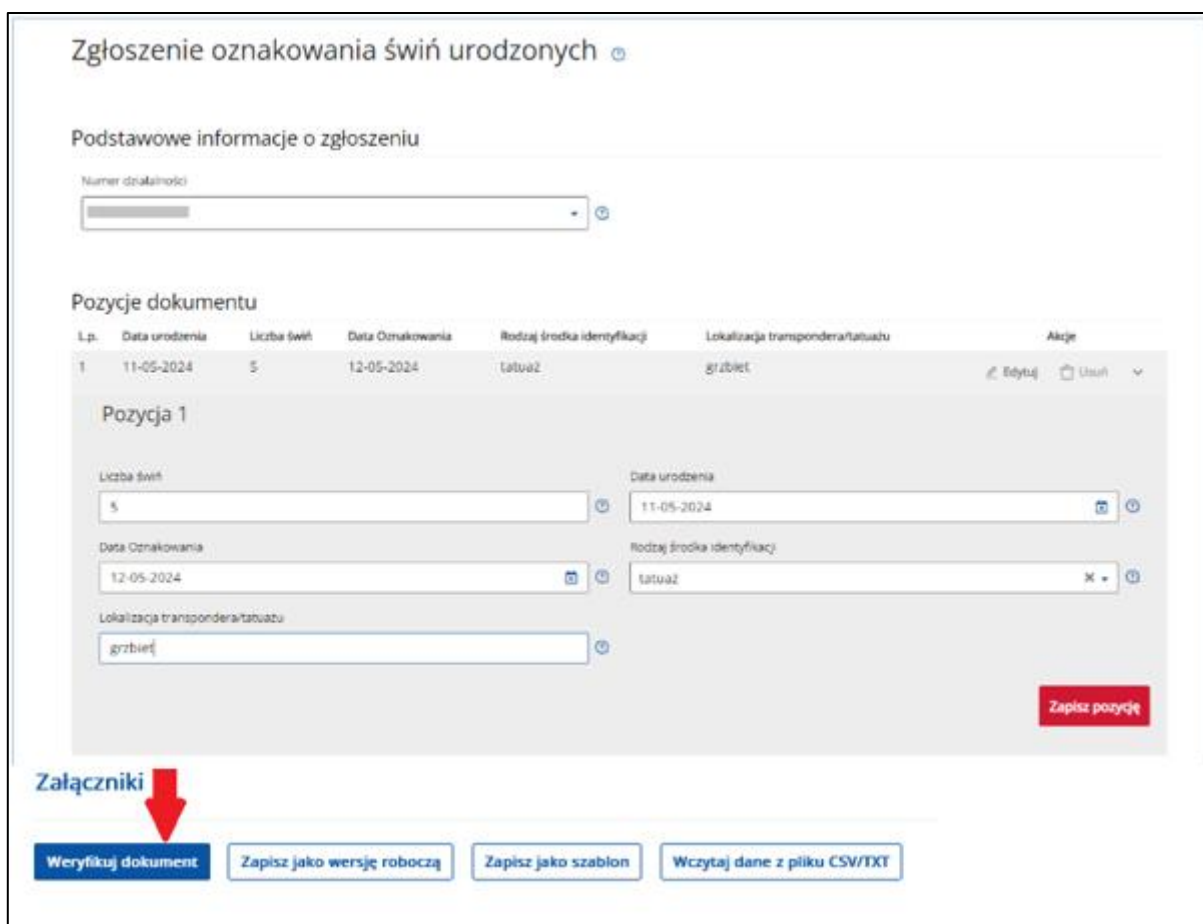 Zgłoszenie oznakowania świń urodzonych
Podstawowe informacje o zgłoszeniu
Numer działalności
Pozycje dokumentu
L.p. Data urodzenia Liczba świń Data Oznakowania Rodzaj środka identyfikacji Lokalizacja transpondera/tatuażu Akcje
1 11-05-2024 5 12-05-2024 tatuaż grzbiet Edytuj Usuń
Pozycja 1
Liczba świń Data urodzenia
5 11-05-2024
Data Oznakowania Rodzaj środka identyfikacji
12-05-2024 tatuaż
Lokalizacja transpondera/tatuażu
grzbiet
Zapisz pozycję
Załączniki
Weryfikuj dokument Zapisz jako wersję roboczą Zapisz jako szablon Wczytaj dane z pliku CSV/TXT